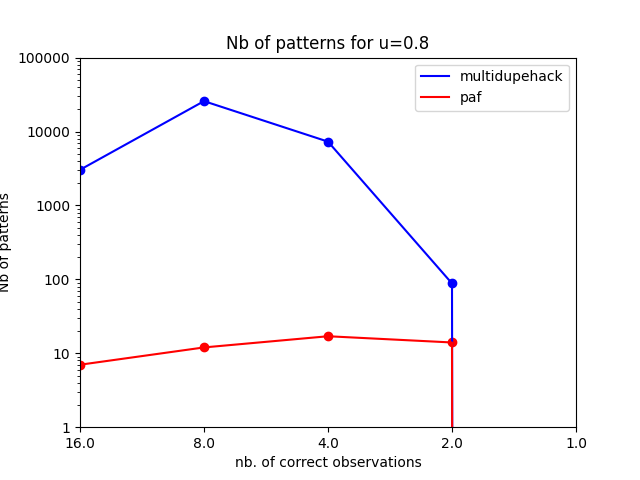 Nb of patterns for u=0.8
100000
10000
1000
100
10
1
Nb of patterns
multidupehack
paf
16.0 8.0 4.0 2.0 1.0
nb. of correct observations